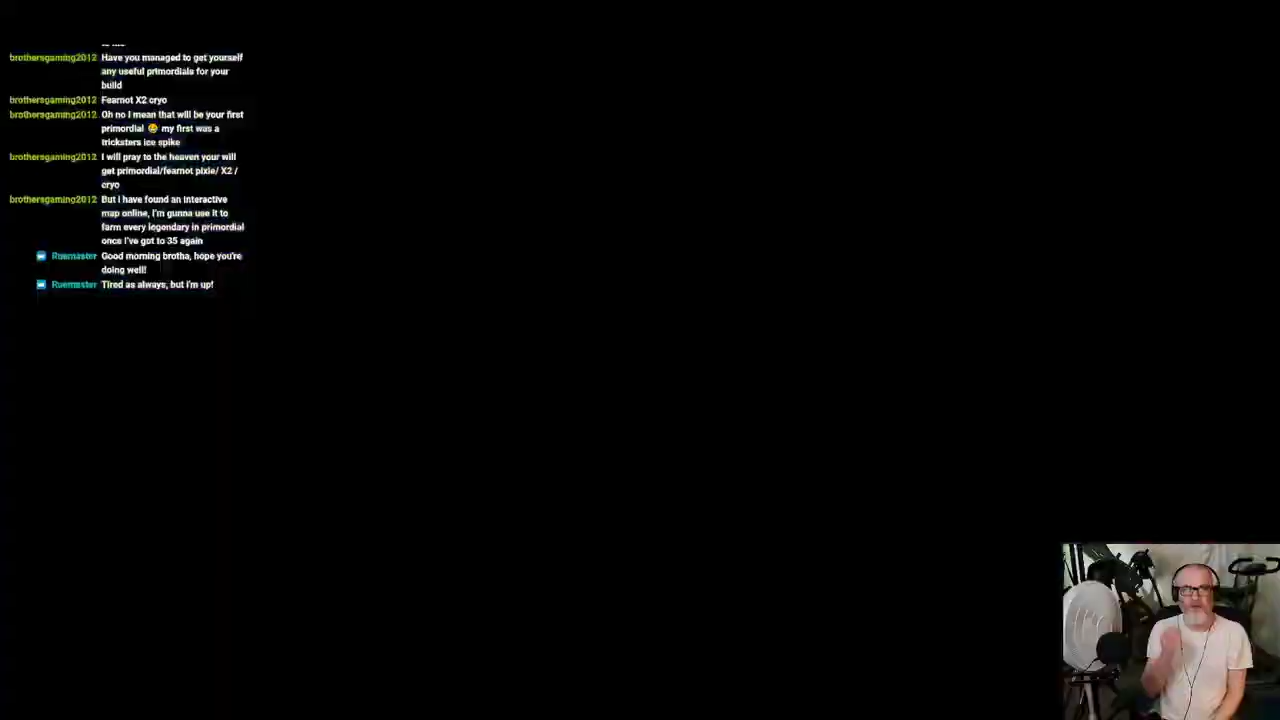 brothersgaming2012 Have you managed to get yourself
any useful primordials for your
build
brothersgaming2012 Fearnot X2 cryo
brothersgaming2012 Oh no I mean that will be your first
primordial 😢 my first was a
tricksters ice spike
brothersgaming2012 I will pray to the heaven your will
get primordial/fearnot pixie/ X2 /
cryo
brothersgaming2012 But I have found an interactive
map online, I'm gunna use it to
farm every legendary in primordial
once I've got to 35 again
Ruemaster Good morning brotha, hope you're
doing well!
Ruemaster Tired as always, but I'm up!